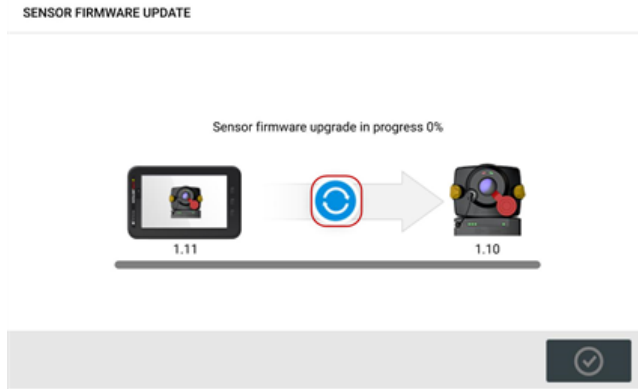 SENSOR FIRMWARE UPDATE
Sensor firmware upgrade in progress 0%
1.11
1.10